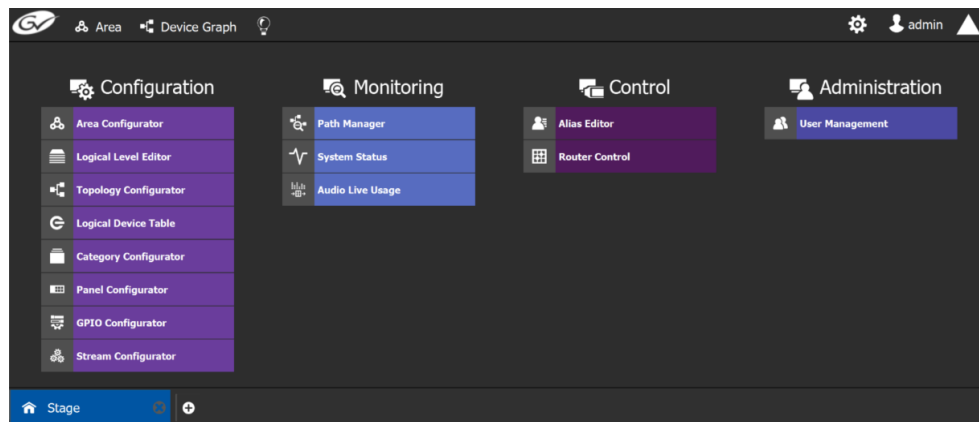 GV Area Device Graph admin
Configuration
Area Configurator
Logical Level Editor
Topology Configurator
Logical Device Table
Category Configurator
Panel Configurator
GPIO Configurator
Stream Configurator
Monitoring
Path Manager
System Status
Audio Live Usage
Control
Alias Editor
Router Control
Administration
User Management
Stage